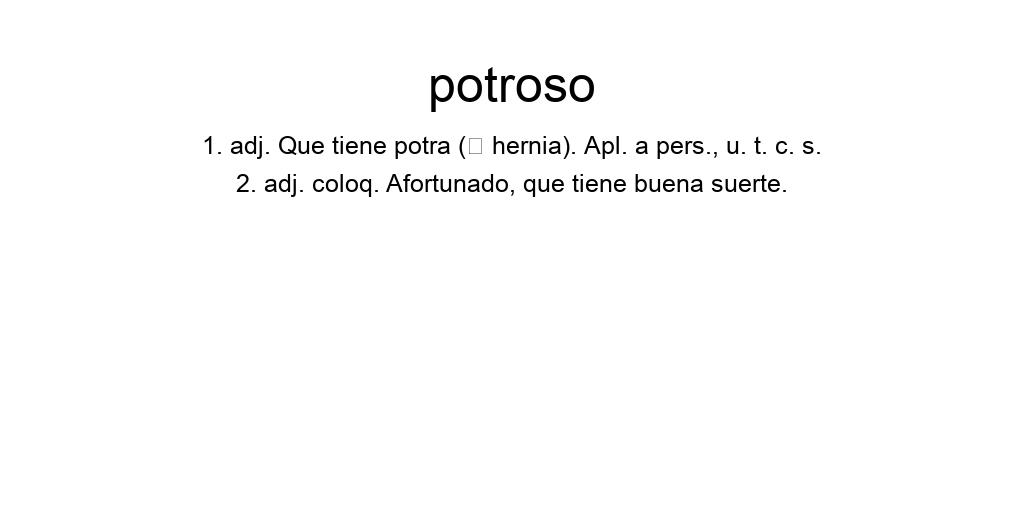 potroso
1. adj. Que tiene potra (□ hernia). Apl. a pers., u. t. c. s.
2. adj. coloq. Afortunado, que tiene buena suerte.